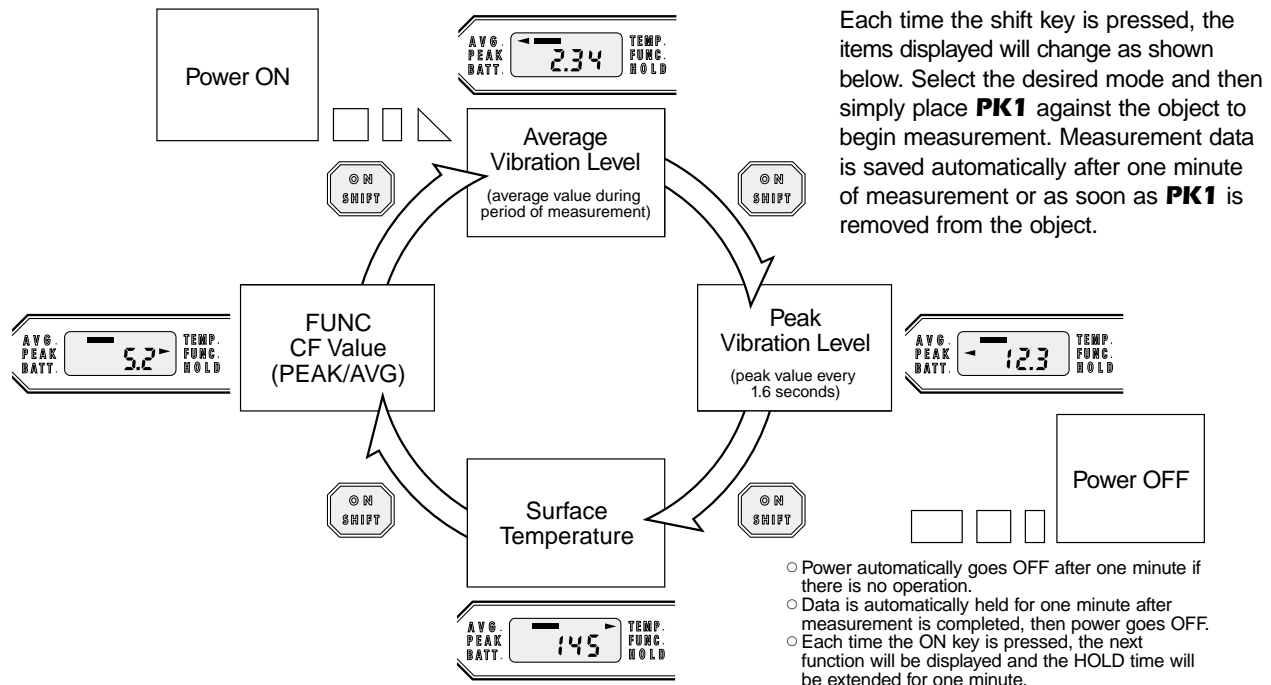 Each time the shift key is pressed, the
items displayed will change as shown
below. Select the desired mode and then
simply place PK1 against the object to
begin measurement. Measurement data
is saved automatically after one minute
of measurement or as soon as PK1 is
removed from the object.
Power ON
AVG.
PEAK
BATT.
2.34
TEMP.
FUNC.
HOLD
Average
Vibration Level
(average value during
period of measurement)
ON
SHIFT
ON
SHIFT
AVG.
PEAK
BATT.
5.2
TEMP.
FUNC.
HOLD
FUNC
CF Value
(PEAK/AVG)
Peak
Vibration Level
(peak value every
1.6 seconds)
AVG.
PEAK
BATT.
12.3
TEMP.
FUNC.
HOLD
ON
SHIFT
Surface
Temperature
ON
SHIFT
Power OFF
AVG.
PEAK
BATT.
145
TEMP.
FUNC.
HOLD
○ Power automatically goes OFF after one minute if
there is no operation.
○ Data is automatically held for one minute after
measurement is completed, then power goes OFF.
○ Each time the ON key is pressed, the next
function will be displayed and the HOLD time will
be extended for one minute.